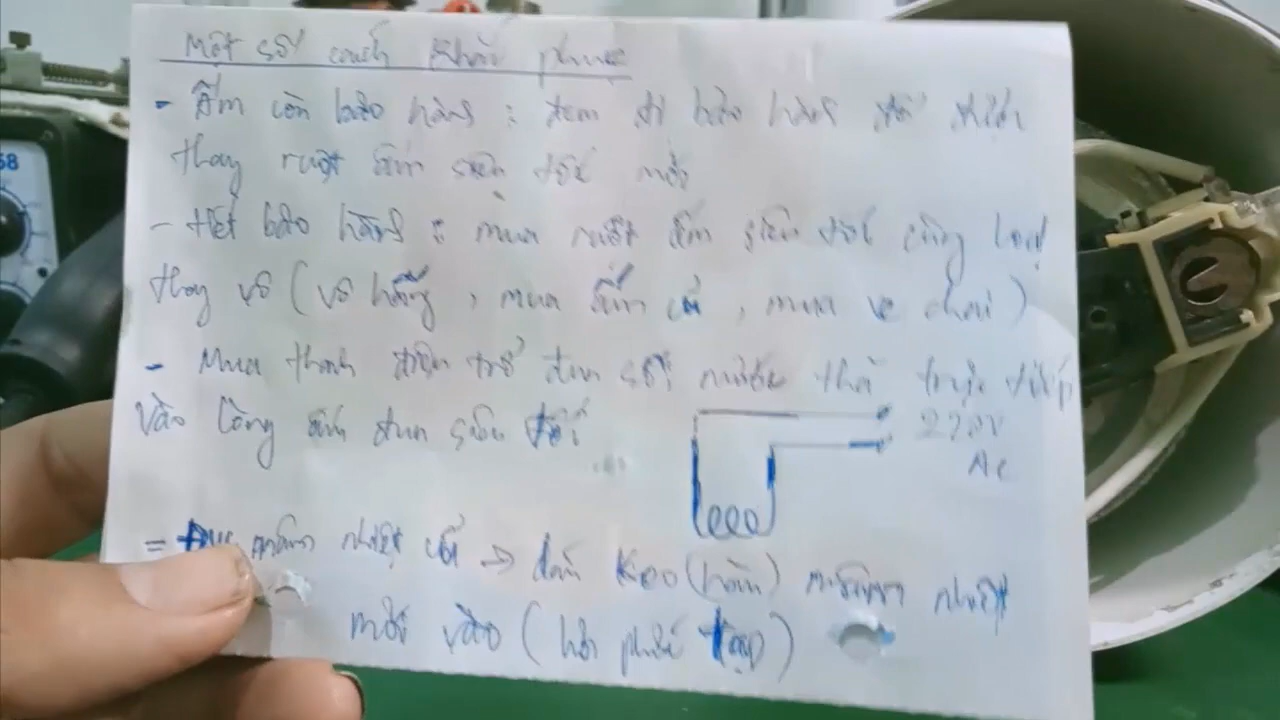 Một số cách khắc phục
- Ấm còn bảo hành : đem đi bảo hành để
thay ruột ấm siêu tốc mới
- Hết bảo hành : mua ruột ấm siêu tốc cùng loại
thay vô (vỏ hỏng, mua ấm cũ, mua ve chai)
- Mua thanh điện trở đun sôi nước thả trực tiếp
vào lòng ấm đun siêu tốc
220V
AC
= Đục mâm nhiệt cũ → dán keo (hàn) nhiệt
mới vào (hơi phức tạp)
58